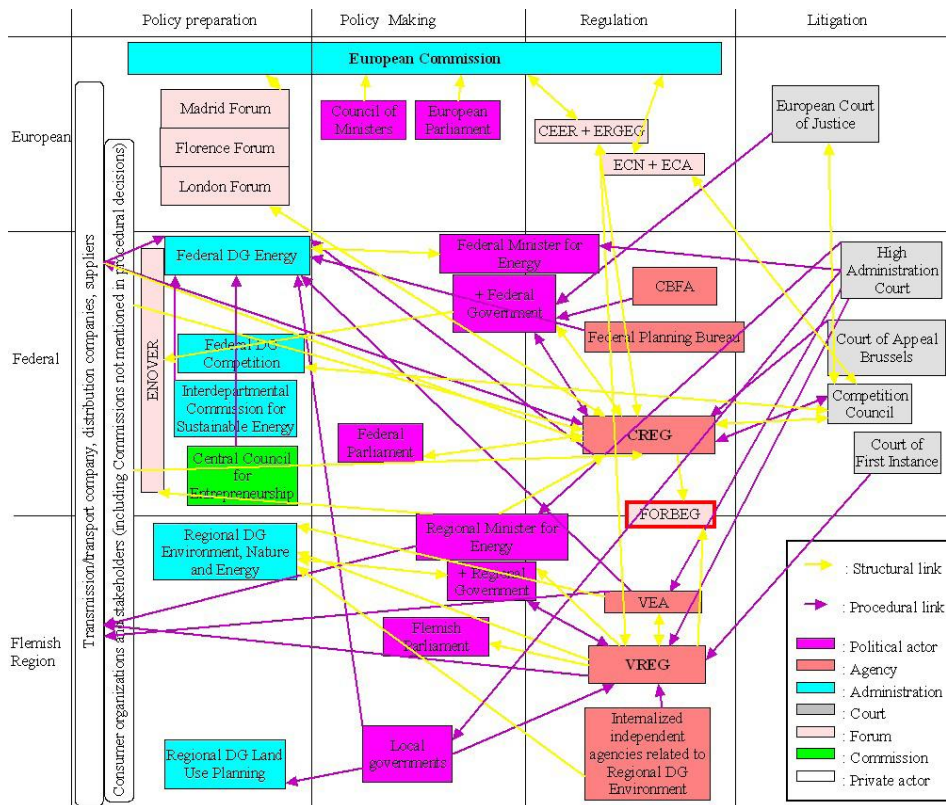 Policy preparation
Policy Making
Regulation
Litigation
European
Federal
Flemish
Region
Transmission/transport company, distribution companies, suppliers
Consumer organizations and stakeholders (including Commissions not mentioned in procedural decisions)
European Commission
Madrid Forum
Florence Forum
London Forum
Council of
Ministers
European
Parliament
CEER + ERGEG
ECN + ECA
European Court
of Justice
ENOVER
Federal DG Energy
Federal DG
Competition
Interdepartmental
Commission for
Sustainable Energy
Central Council
for
Entrepreneurship
Federal Minister for
Energy
+ Federal
Government
Federal
Parliament
CBFA
Federal Planning Bureau
CREG
FORBEG
High
Administration
Court
Court of Appeal
Brussels
Competition
Council
Court
of First Instance
Regional DG
Environment, Nature
and Energy
Regional Minister for
Energy
+ Regional
Government
Flemish
Parliament
VEA
VREG
Internalized
independent
agencies related to
Regional DG
Environment
Local
governments
Regional DG Land
Use Planning
: Structural link
: Procedural link
: Political actor
: Agency
: Administration
: Court
: Forum
: Commission
: Private actor